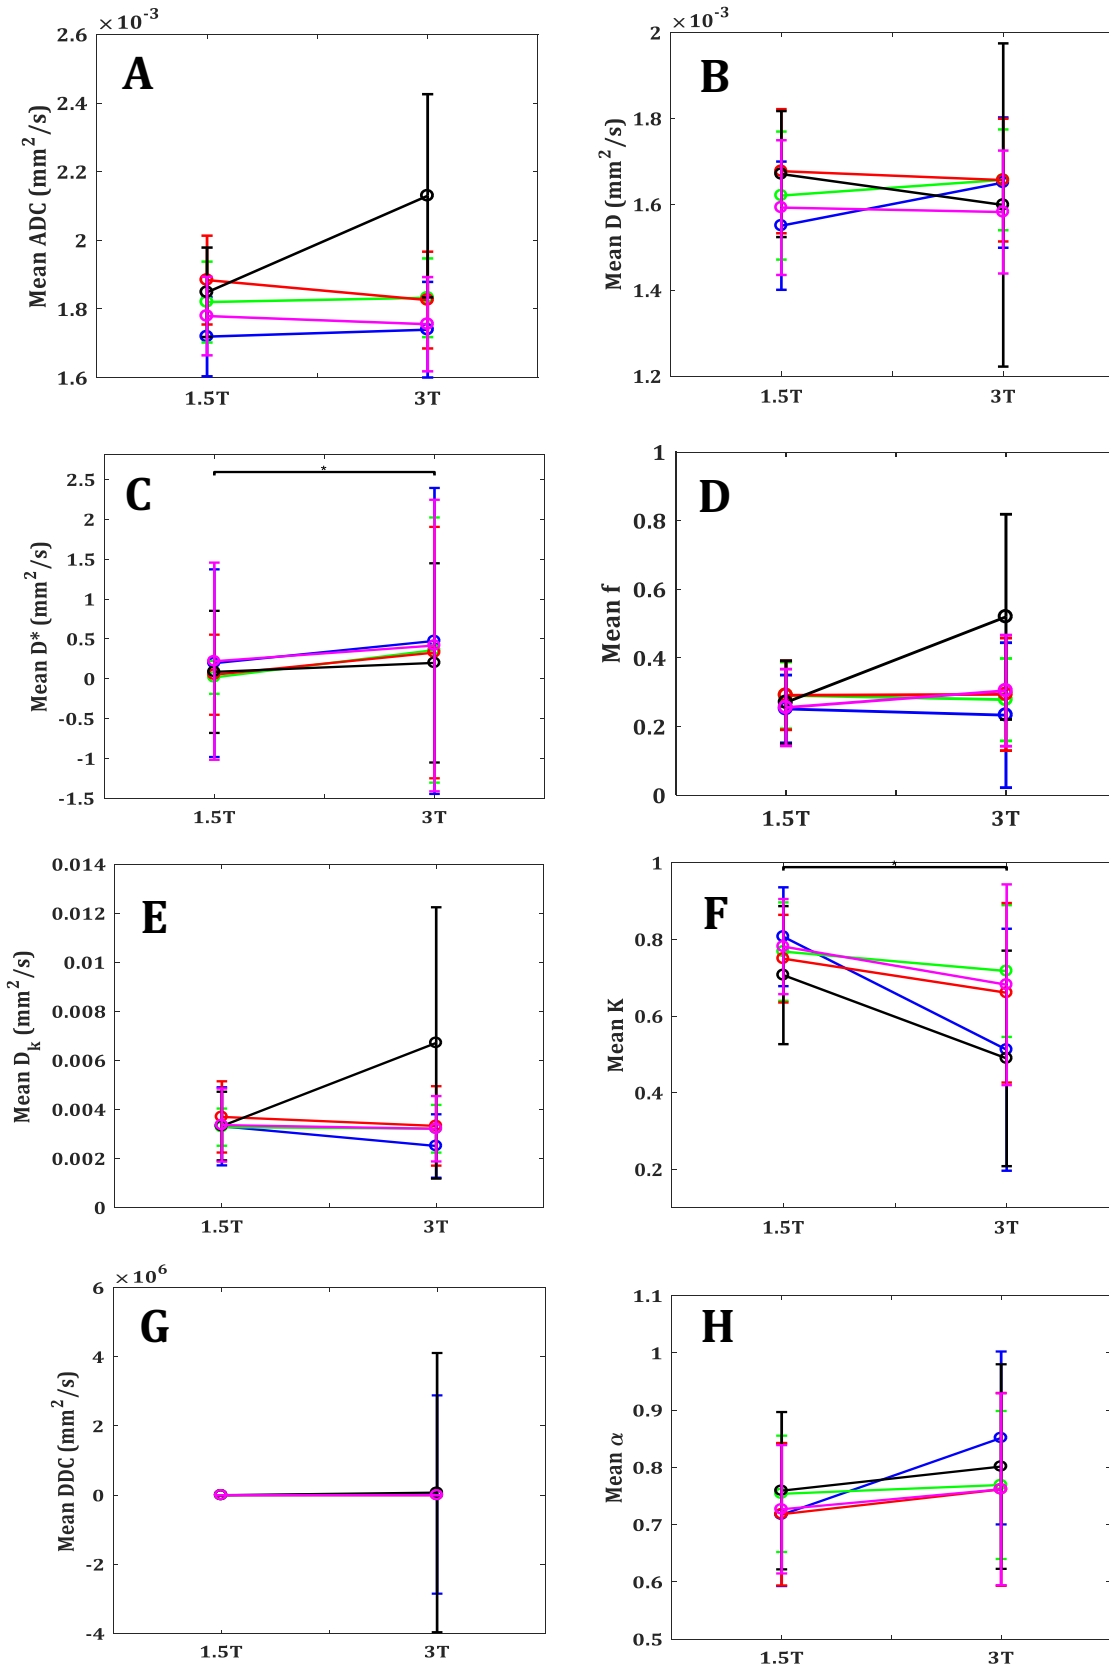 ×10⁻³
2.6
2.4
2.2
2
1.8
1.6
Mean ADC (mm²/s)
A
1.5T
3T
×10⁻³
2
1.8
1.6
1.4
1.2
Mean D (mm²/s)
B
1.5T
3T
2.5
2
1.5
1
0.5
0
-0.5
-1
-1.5
Mean D* (mm²/s)
C
*
1.5T
3T
1
0.8
0.6
0.4
0.2
0
Mean f
D
1.5T
3T
0.014
0.012
0.01
0.008
0.006
0.004
0.002
0
Mean Dₖ (mm²/s)
E
1.5T
3T
1
0.8
0.6
0.4
0.2
Mean K
F
*
1.5T
3T
×10⁶
6
4
2
0
-2
-4
Mean DDC (mm²/s)
G
1.5T
3T
1.1
1
0.9
0.8
0.7
0.6
0.5
Mean α
H
1.5T
3T